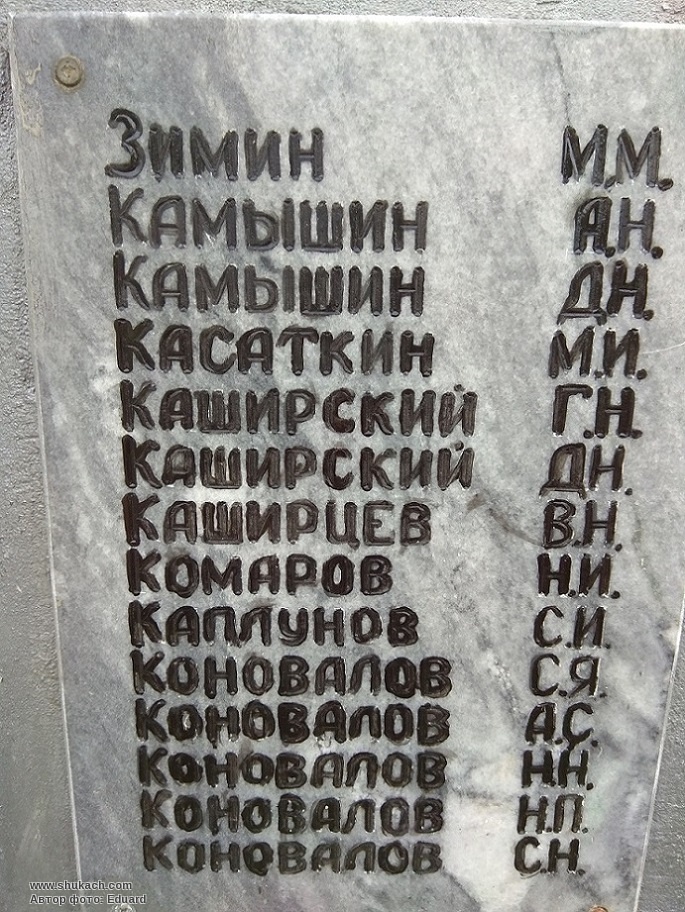 Зимин М.М.
Камышин А.Н.
Камышин Д.Н.
Касаткин М.И.
Каширский Г.Н.
Каширский Д.Н.
Каширцев В.Н.
Комаров Н.И.
Каплунов С.И.
Коновалов С.Я.
Коновалов А.С.
Коновалов Н.Н.
Коновалов Н.П.
Коновалов С.Н.
www.shukach.com
Автор фото: Eduard